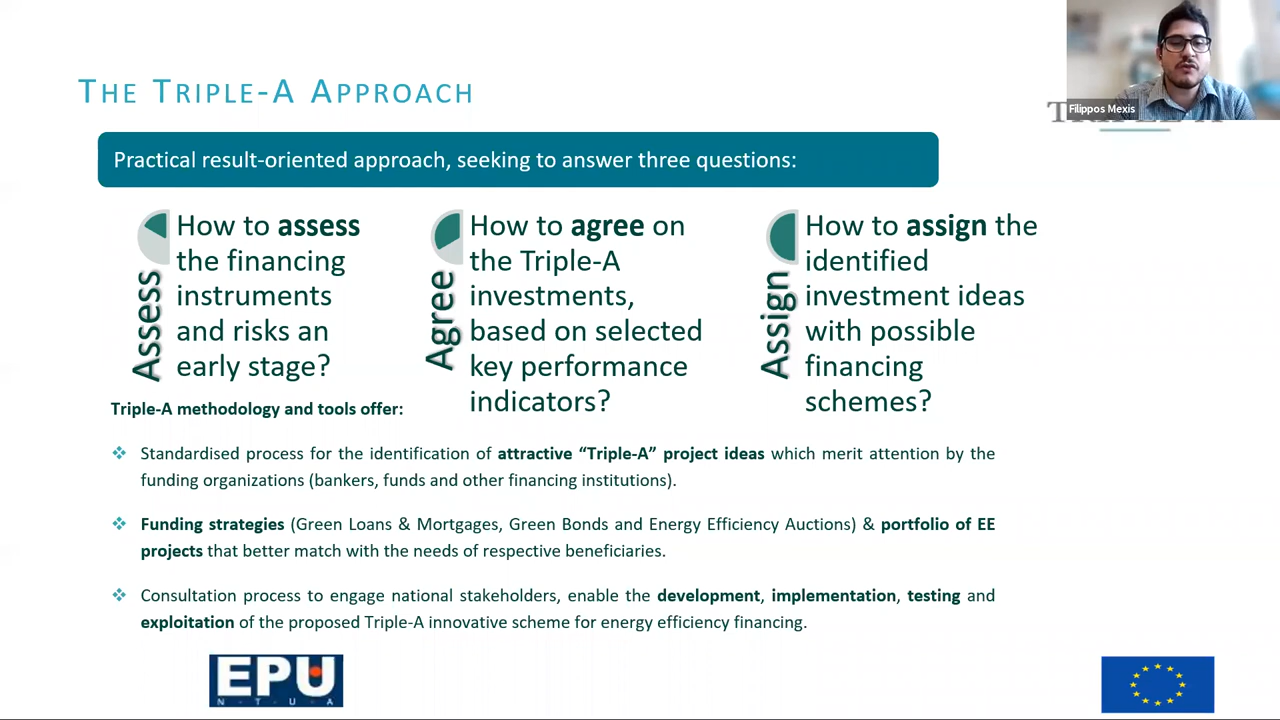 THE TRIPLE-A APPROACH
Filippos Mexis
Practical result-oriented approach, seeking to answer three questions:
Assess
How to assess
the financing
instruments
and risks an
early stage?
Agree
How to agree on
the Triple-A
investments,
based on selected
key performance
indicators?
Assign
How to assign the
identified
investment ideas
with possible
financing
schemes?
Triple-A methodology and tools offer:
Standardised process for the identification of attractive “Triple-A” project ideas which merit attention by the
funding organizations (bankers, funds and other financing institutions).
Funding strategies (Green Loans & Mortgages, Green Bonds and Energy Efficiency Auctions) & portfolio of EE
projects that better match with the needs of respective beneficiaries.
Consultation process to engage national stakeholders, enable the development, implementation, testing and
exploitation of the proposed Triple-A innovative scheme for energy efficiency financing.
EPU
N T U A